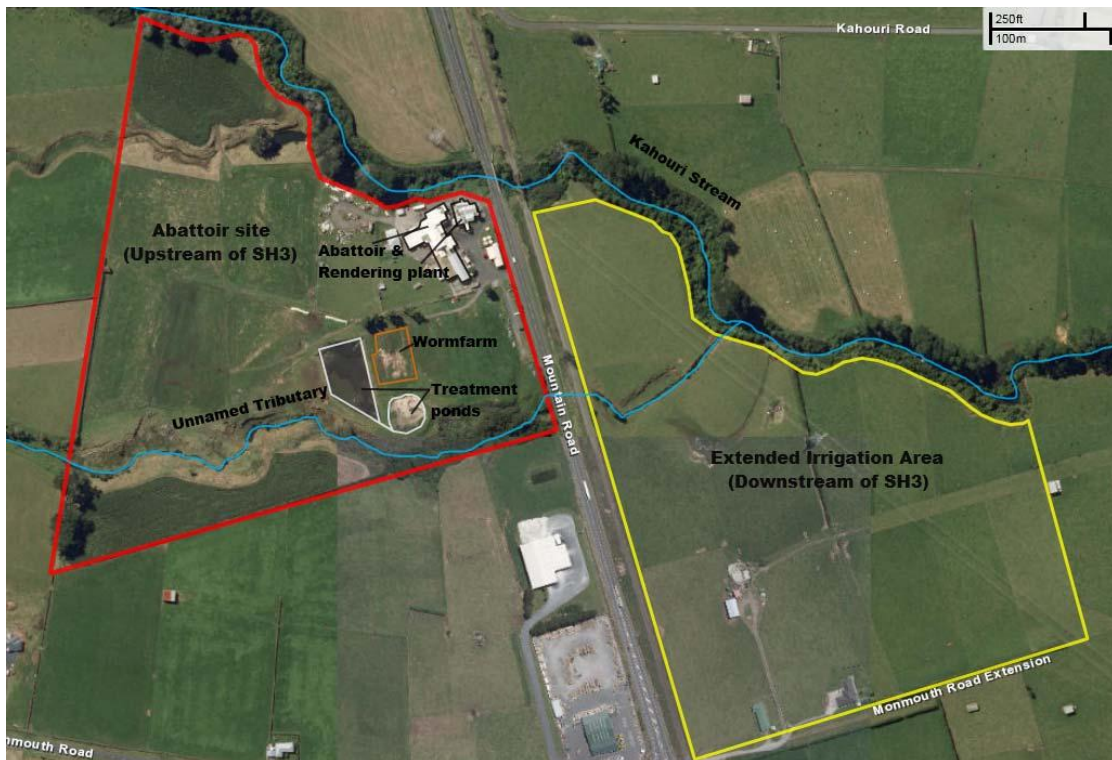 250ft
100m
Kahouri Road
Kahouri Stream
Abattoir site
(Upstream of SH3)
Abattoir &
Rendering plant
Wormfarm
Treatment
ponds
Unnamed Tributary
Mountain Road
Extended Irrigation Area
(Downstream of SH3)
Monmouth Road Extension
nmouth Road